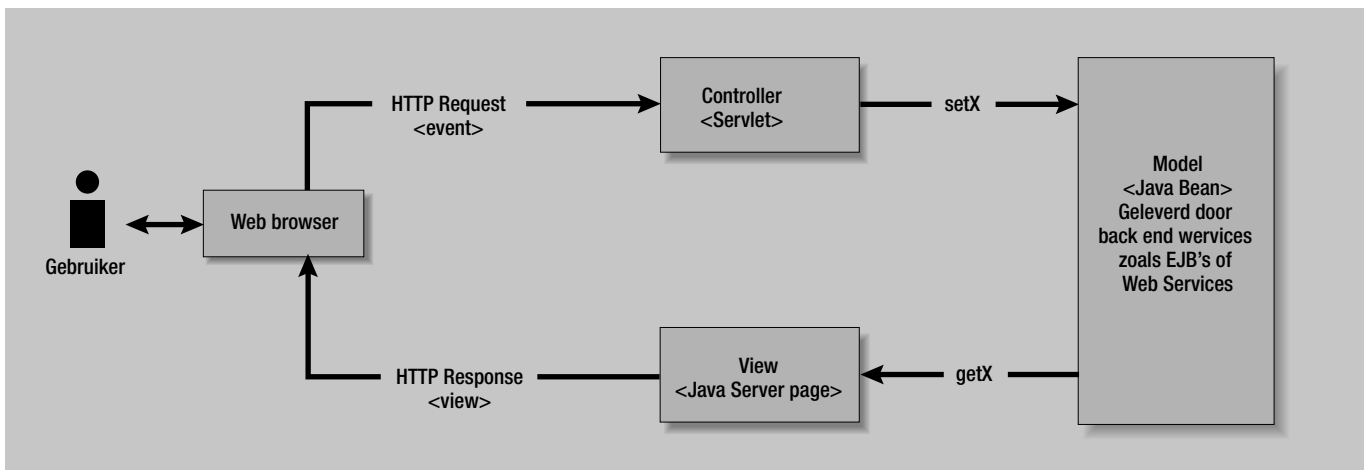 HTTP Request
<event>
Controller
<Servlet>
setX
Model
<Java Bean>
Geleverd door
back end wervices
zoals EJB's of
Web Services
Web browser
Gebruiker
HTTP Response
<view>
View
<Java Server page>
getX